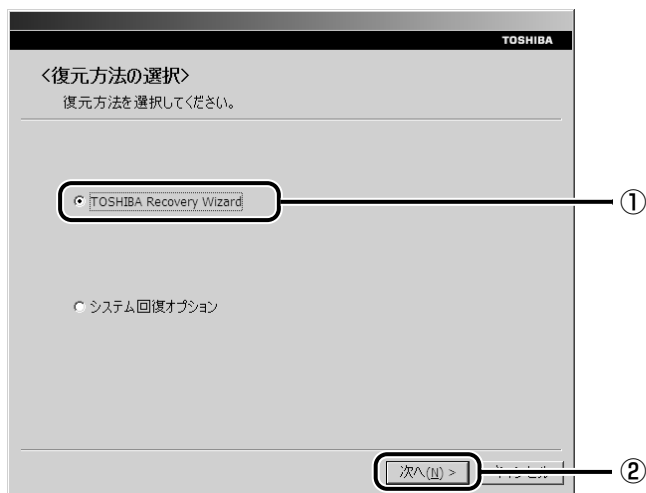 TOSHIBA
<復元方法の選択>
復元方法を選択してください。
TOSHIBA Recovery Wizard
①
システム回復オプション
次へ(N) >
②